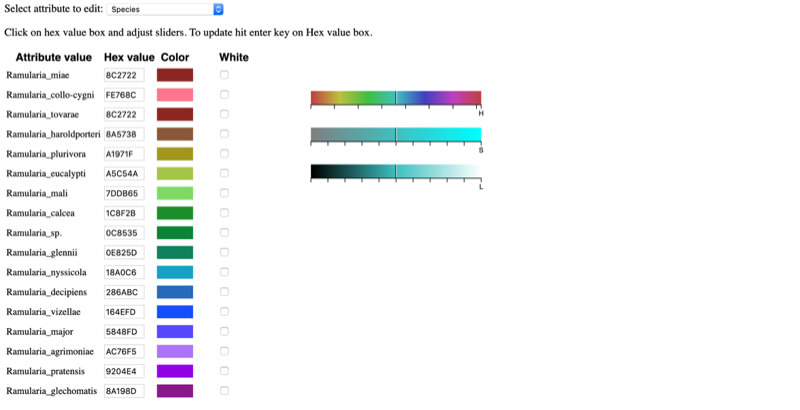 Select attribute to edit: Species
Click on hex value box and adjust sliders. To update hit enter key on Hex value box.
Attribute value Hex value Color White
Ramularia_miae 8C2722
Ramularia_collo-cygni FE768C
Ramularia_tovarae 8C2722
Ramularia_haroldporteri 8A5738
Ramularia_plurivora A1971F
Ramularia_eucalypti A5C54A
Ramularia_mali 7DDB65
Ramularia_calcea 1C8F2B
Ramularia_sp. 0C8535
Ramularia_glennii 0E825D
Ramularia_nyssicola 18A0C6
Ramularia_decipiens 286ABC
Ramularia_vizellae 164EFD
Ramularia_major 5848FD
Ramularia_agrimoniae AC76F5
Ramularia_pratensis 9204E4
Ramularia_glechomatis 8A198D
H
S
L